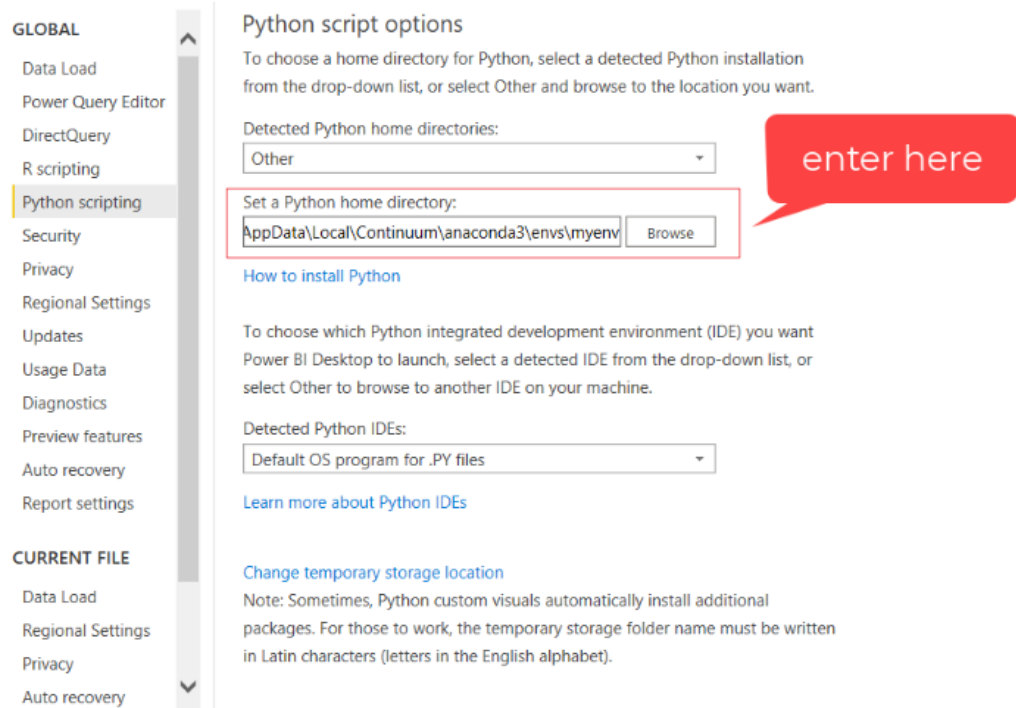 GLOBAL
Data Load
Power Query Editor
DirectQuery
R scripting
Python scripting
Security
Privacy
Regional Settings
Updates
Usage Data
Diagnostics
Preview features
Auto recovery
Report settings
CURRENT FILE
Data Load
Regional Settings
Privacy
Auto recovery
Python script options
To choose a home directory for Python, select a detected Python installation
from the drop-down list, or select Other and browse to the location you want.
Detected Python home directories:
Other
Set a Python home directory:
AppData\Local\Continuum\anaconda3\envs\myenv
Browse
enter here
How to install Python
To choose which Python integrated development environment (IDE) you want
Power BI Desktop to launch, select a detected IDE from the drop-down list, or
select Other to browse to another IDE on your machine.
Detected Python IDEs:
Default OS program for .PY files
Learn more about Python IDEs
Change temporary storage location
Note: Sometimes, Python custom visuals automatically install additional
packages. For those to work, the temporary storage folder name must be written
in Latin characters (letters in the English alphabet).